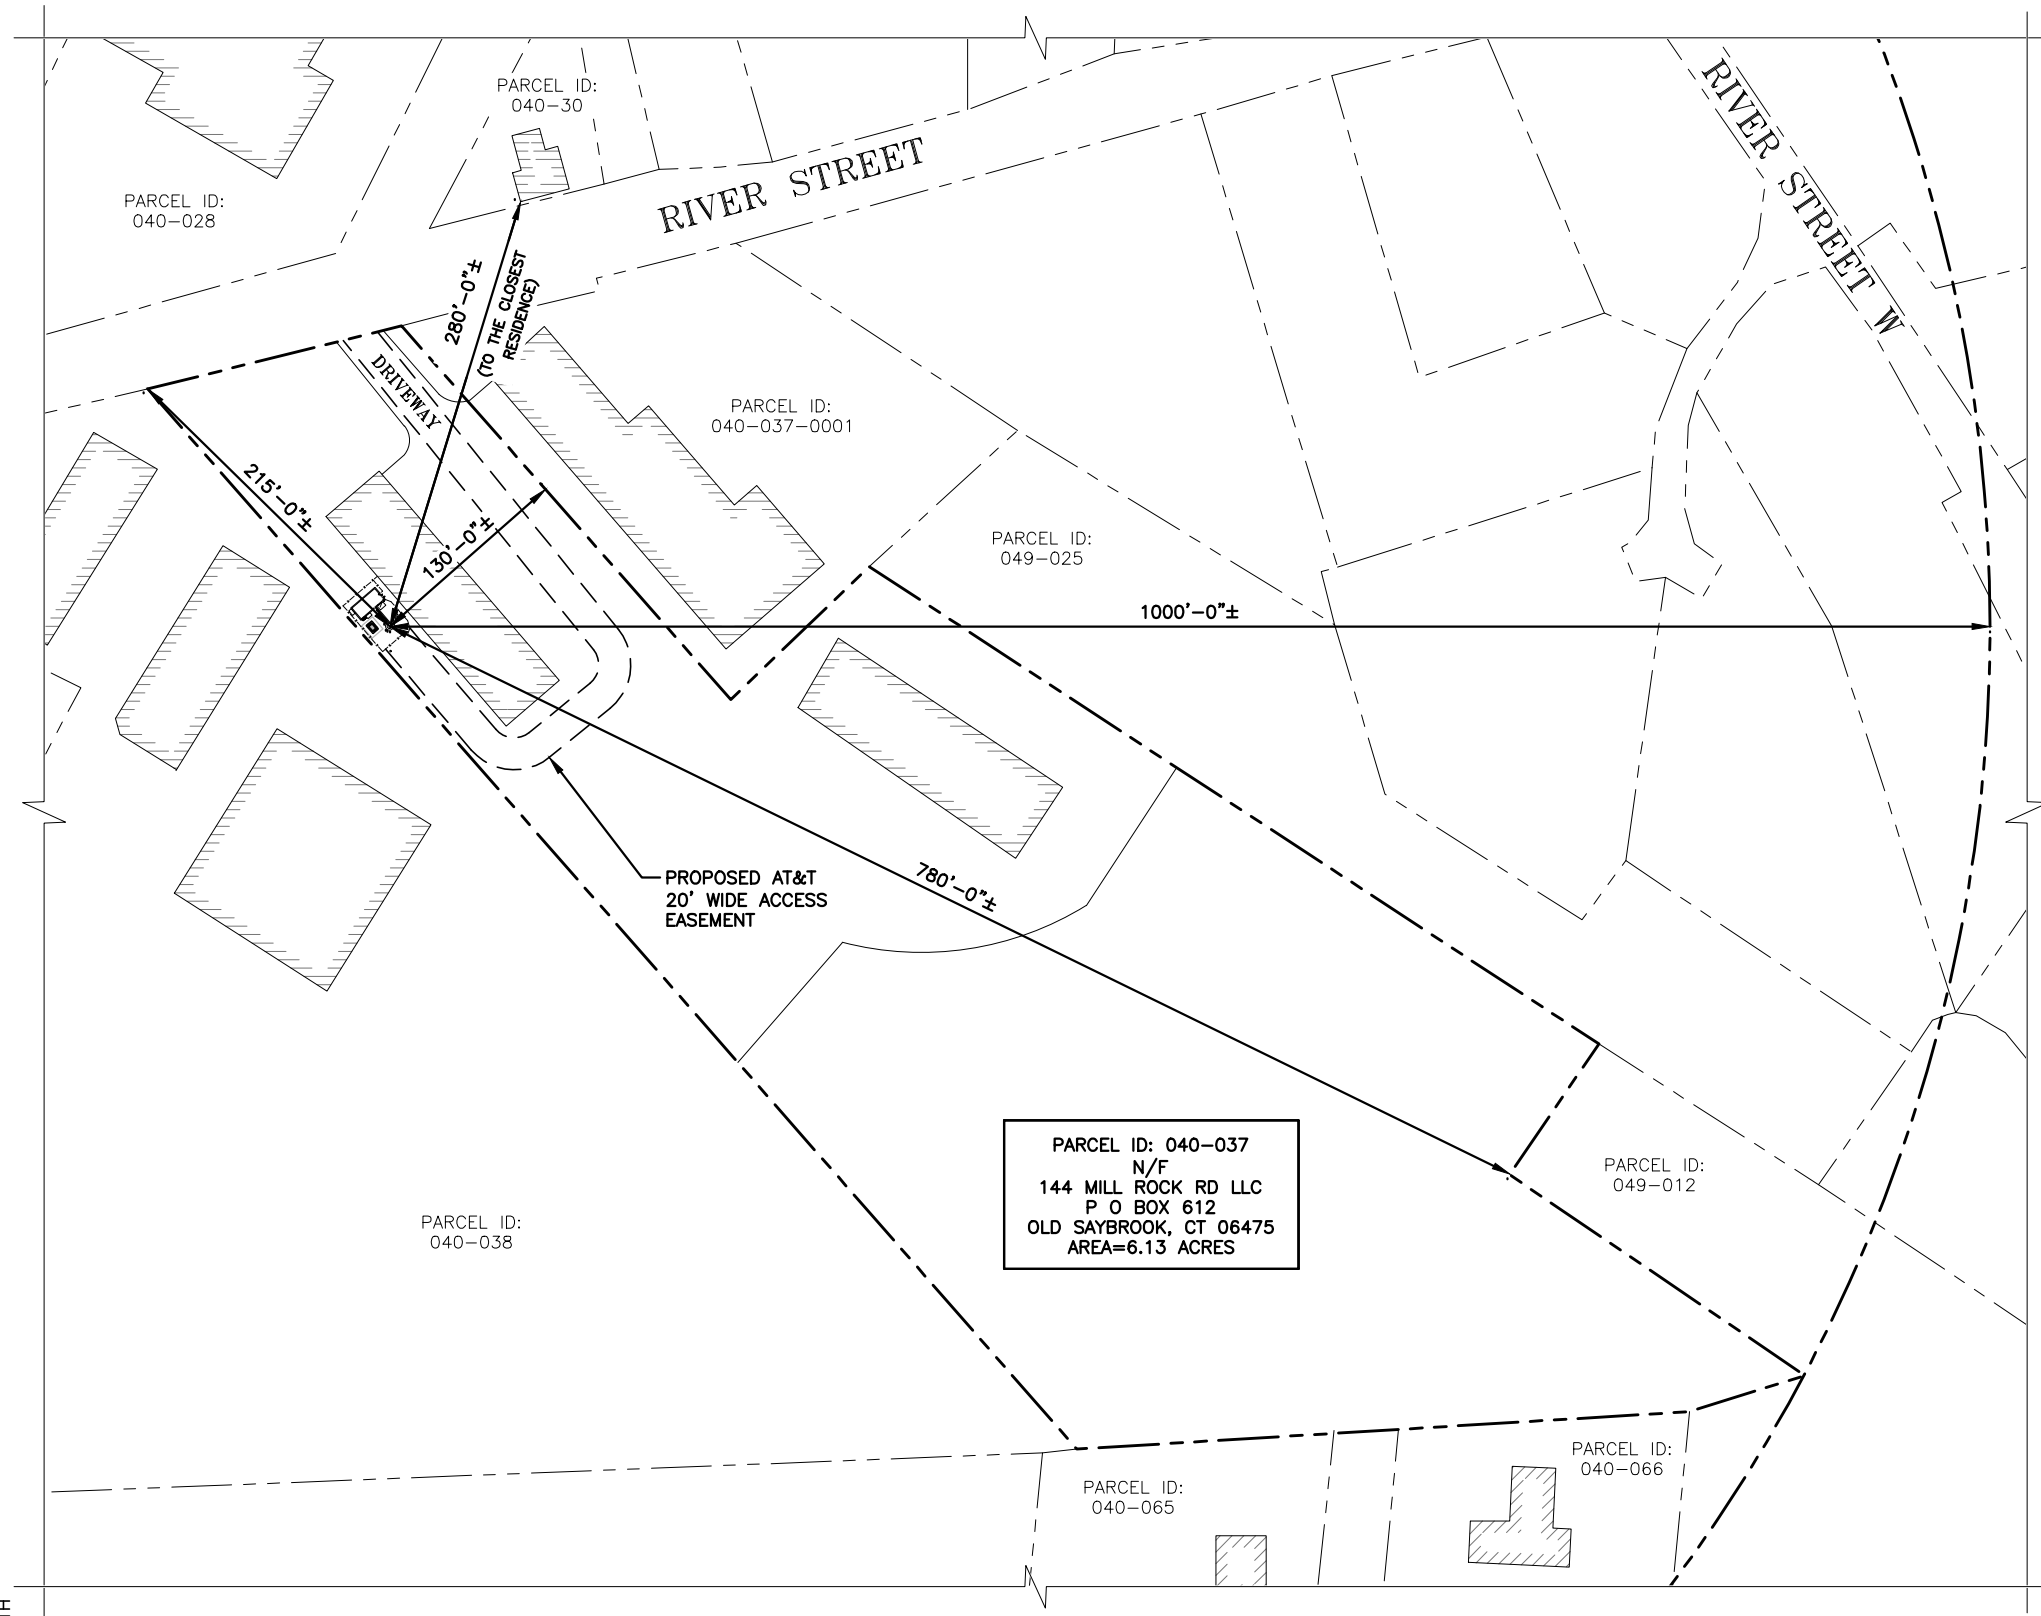 PARCEL ID:
040-30
RIVER STREET
RIVER STREET W
PARCEL ID:
040-028
280'-0"±
(TO THE CLOSEST
RESIDENCE)
DRIVEWAY
PARCEL ID:
040-037-0001
215'-0"±
130'-0"±
PARCEL ID:
049-025
1000'-0"±
780'-0"±
PROPOSED AT&T
20' WIDE ACCESS
EASEMENT
PARCEL ID: 040-037
N/F
144 MILL ROCK RD LLC
P O BOX 612
OLD SAYBROOK, CT 06475
AREA=6.13 ACRES
PARCEL ID:
049-012
PARCEL ID:
040-038
PARCEL ID:
040-066
PARCEL ID:
040-065